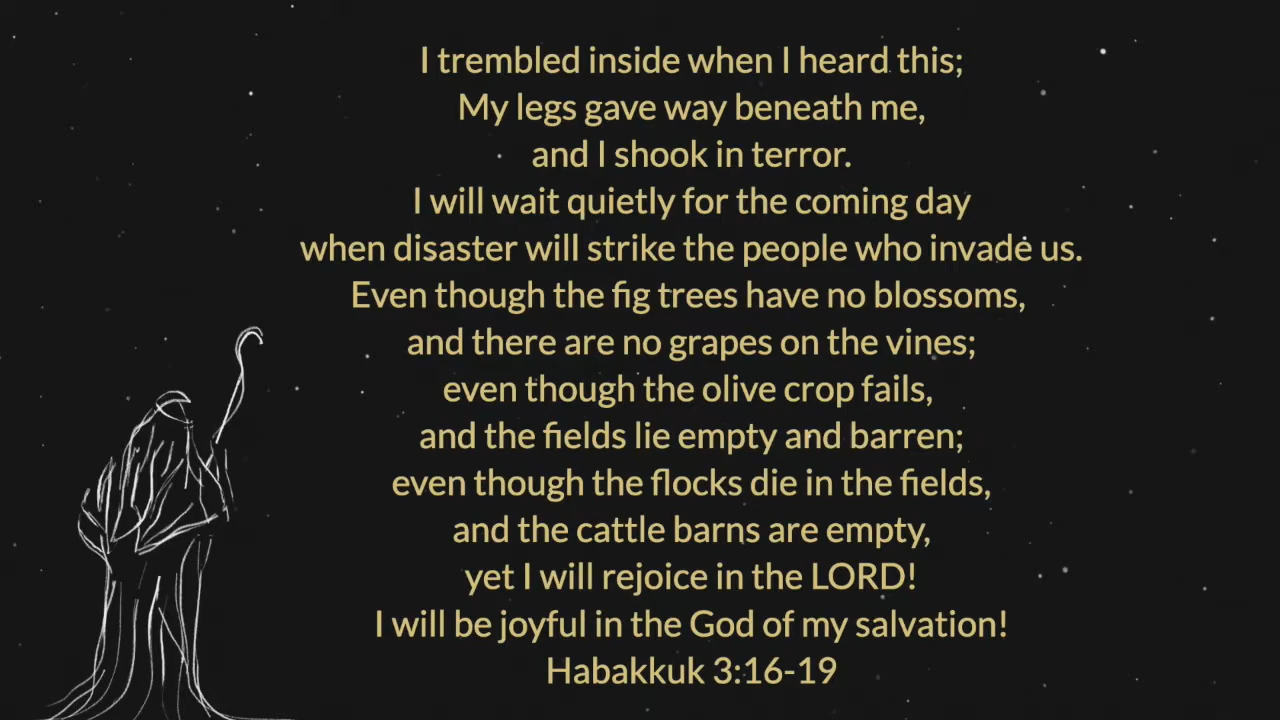 I trembled inside when I heard this;
My legs gave way beneath me,
and I shook in terror.
I will wait quietly for the coming day
when disaster will strike the people who invade us.
Even though the fig trees have no blossoms,
and there are no grapes on the vines;
even though the olive crop fails,
and the fields lie empty and barren;
even though the flocks die in the fields,
and the cattle barns are empty,
yet I will rejoice in the LORD!
I will be joyful in the God of my salvation!
Habakkuk 3:16-19